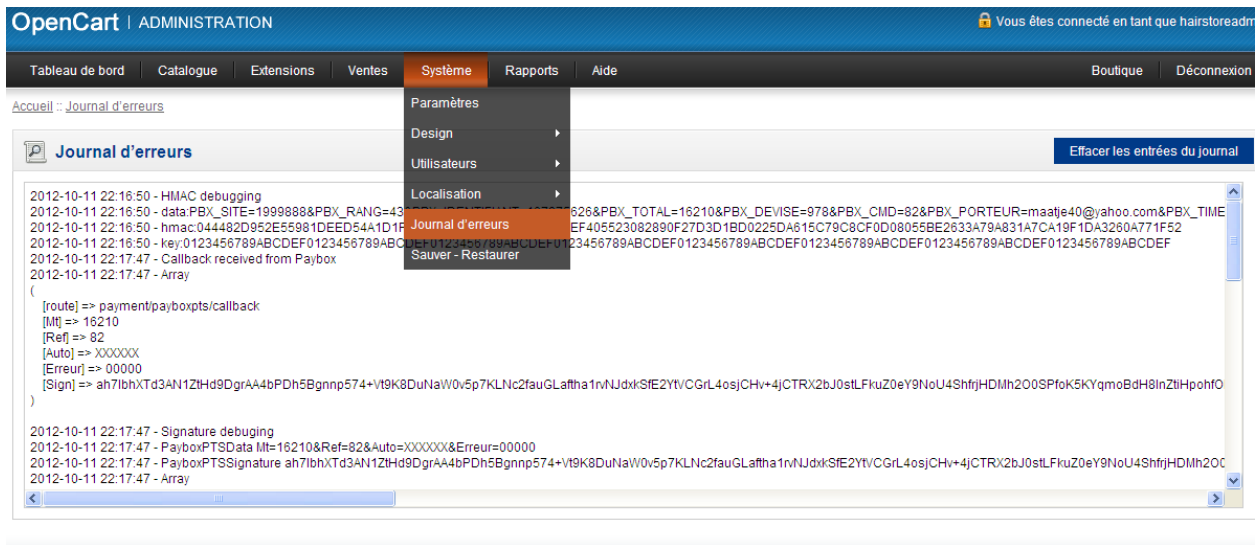 OpenCart | ADMINISTRATION
Vous êtes connecté en tant que hairstoreadm
Tableau de bord Catalogue Extensions Ventes Système Rapports Aide Boutique Déconnexion
Accueil :: Journal d'erreurs
Paramètres
Design
Utilisateurs
Localisation
Journal d'erreurs
Sauver - Restaurer
Journal d'erreurs
Effacer les entrées du journal
2012-10-11 22:16:50 - HMAC debugging
2012-10-11 22:16:50 - data:PBX_SITE=1999888&PBX_RANG=43 626&PBX_TOTAL=16210&PBX_DEVISE=978&PBX_CMD=82&PBX_PORTEUR=maatje40@yahoo.com&PBX_TIME
2012-10-11 22:16:50 - hmac:044482D952E55981DEED54A1D1F EF405523082890F27D3D1BD0225DA615C79C8CF0D08055BE2633A79A831A7CA19F1DA3260A771F52
2012-10-11 22:16:50 - key:0123456789ABCDEF0123456789ABCDEF0123456789ABCDEF0123456789ABCDEF0123456789ABCDEF0123456789ABCDEF0123456789ABCDEF0123456789ABCDEF
2012-10-11 22:17:47 - Callback received from Paybox
2012-10-11 22:17:47 - Array
(
[route] => payment/payboxpts/callback
[Mt] => 16210
[Ref] => 82
[Auto] => XXXXXX
[Erreur] => 00000
[Sign] => ah7IbhXTd3AN1ZtHd9DgrAA4bPDh5Bgnnp574+Vt9K8DuNaW0v5p7KLNc2fauGLaftha1rvNJdxkSfE2YtVCGrL4osjCHv+4jCTRX2bJ0stLFkuZ0eY9NoU4ShfrjHDMh2O0SPfoK5KYqmoBdH8InZtiHpohfO
)
2012-10-11 22:17:47 - Signature debuging
2012-10-11 22:17:47 - PayboxPTSData Mt=16210&Ref=82&Auto=XXXXXX&Erreur=00000
2012-10-11 22:17:47 - PayboxPTSSignature ah7IbhXTd3AN1ZtHd9DgrAA4bPDh5Bgnnp574+Vt9K8DuNaW0v5p7KLNc2fauGLaftha1rvNJdxkSfE2YtVCGrL4osjCHv+4jCTRX2bJ0stLFkuZ0eY9NoU4ShfrjHDMh2O0
2012-10-11 22:17:47 - Array